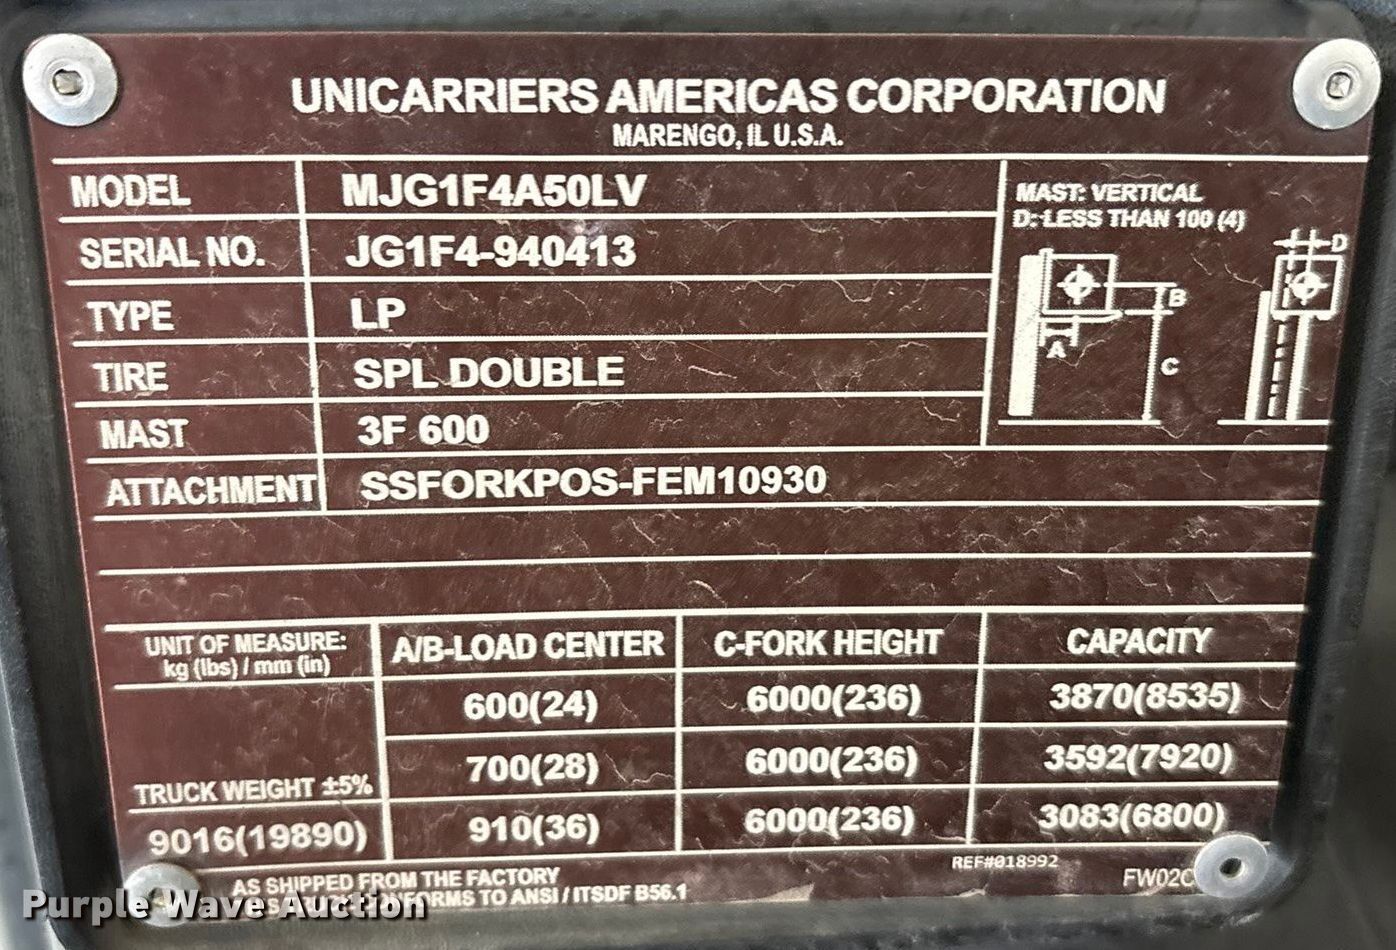 UNICARRIERS AMERICAS CORPORATION
MARENGO, IL U.S.A.
MODEL MJG1F4A50LV
SERIAL NO. JG1F4-940413
TYPE LP
TIRE SPL DOUBLE
MAST 3F 600
ATTACHMENT SSFORKPOS-FEM10930
MAST: VERTICAL
D: LESS THAN 100 (4)
D
B
A
C
UNIT OF MEASURE: kg (lbs) / mm (in)
A/B-LOAD CENTER C-FORK HEIGHT CAPACITY
600(24) 6000(236) 3870(8535)
700(28) 6000(236) 3592(7920)
TRUCK WEIGHT ±5%
9016(19890)
910(36) 6000(236) 3083(6800)
REF#018992
AS SHIPPED FROM THE FACTORY
TO ANSI / ITSDF B56.1
FW02C
Purple Wave Auction